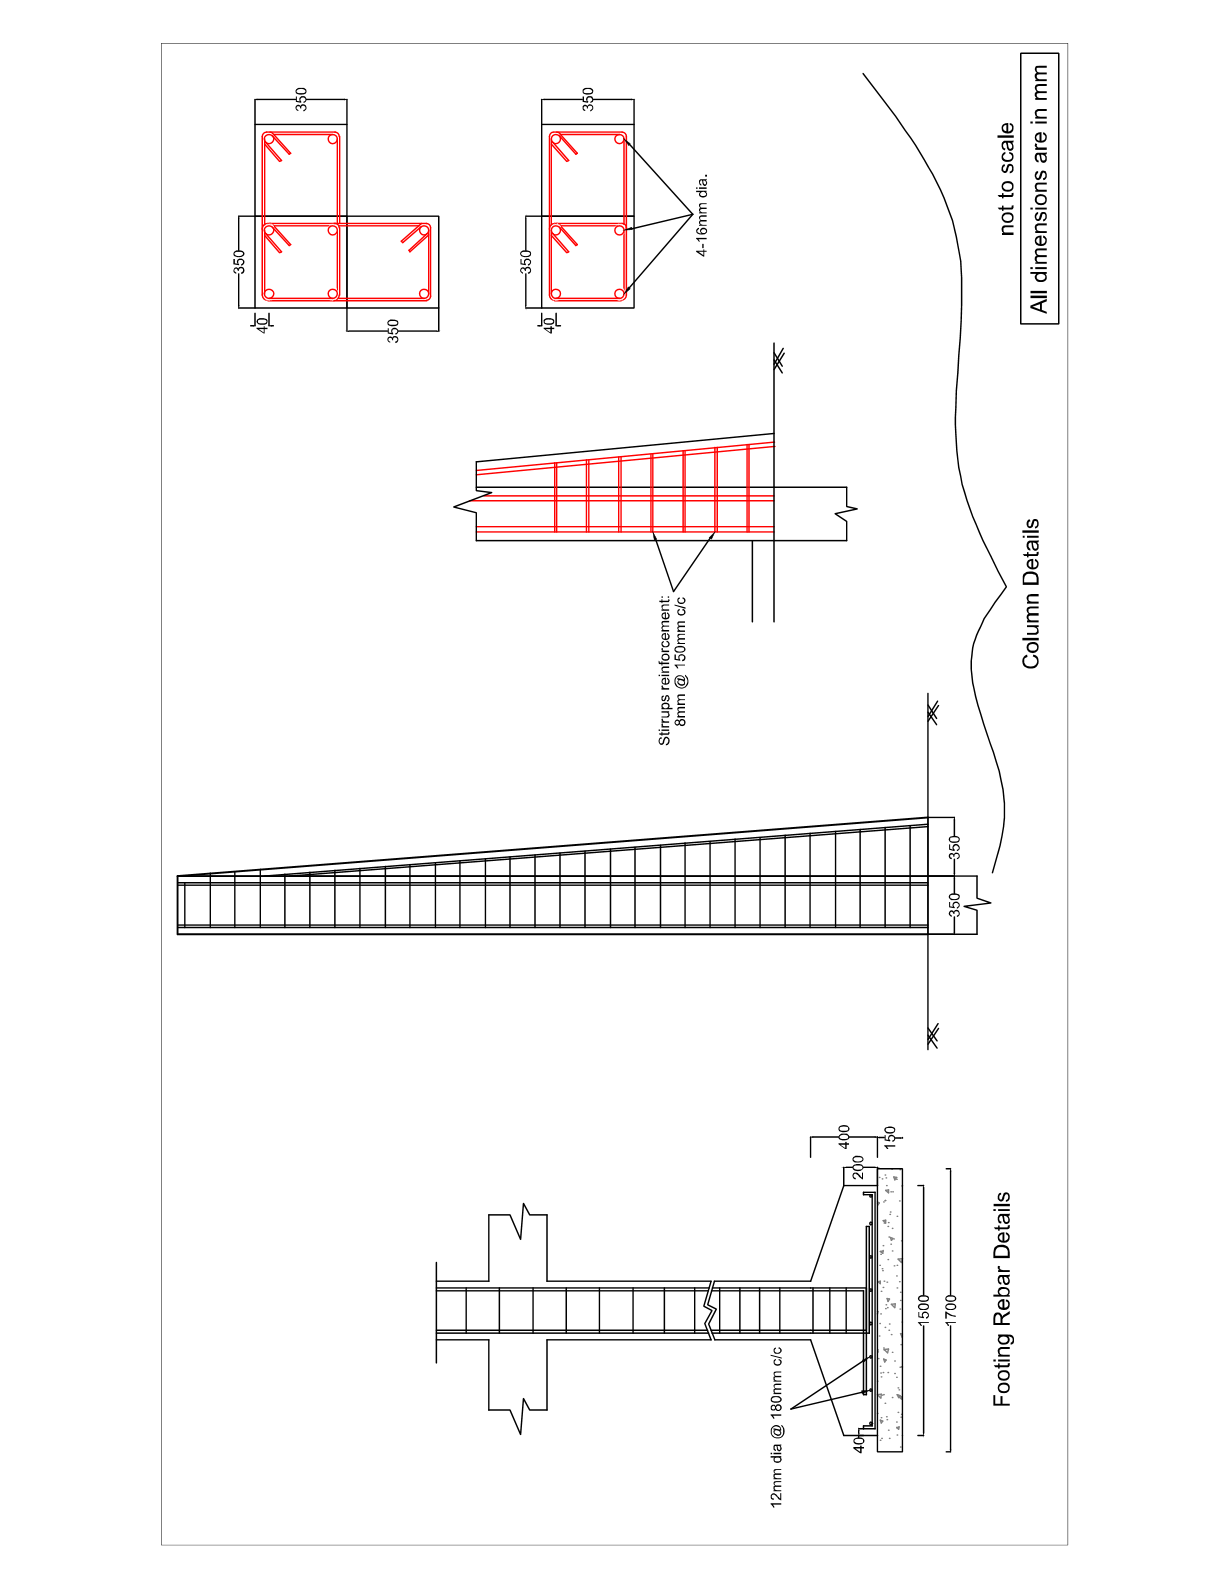 350
350
40
350
350
350
40
4-16mm dia.
Stirrups reinforcement:
8mm @ 150mm c/c
350
350
Column Details
not to scale
All dimensions are in mm
400
200
150
12mm dia @ 180mm c/c
40
1500
1700
Footing Rebar Details